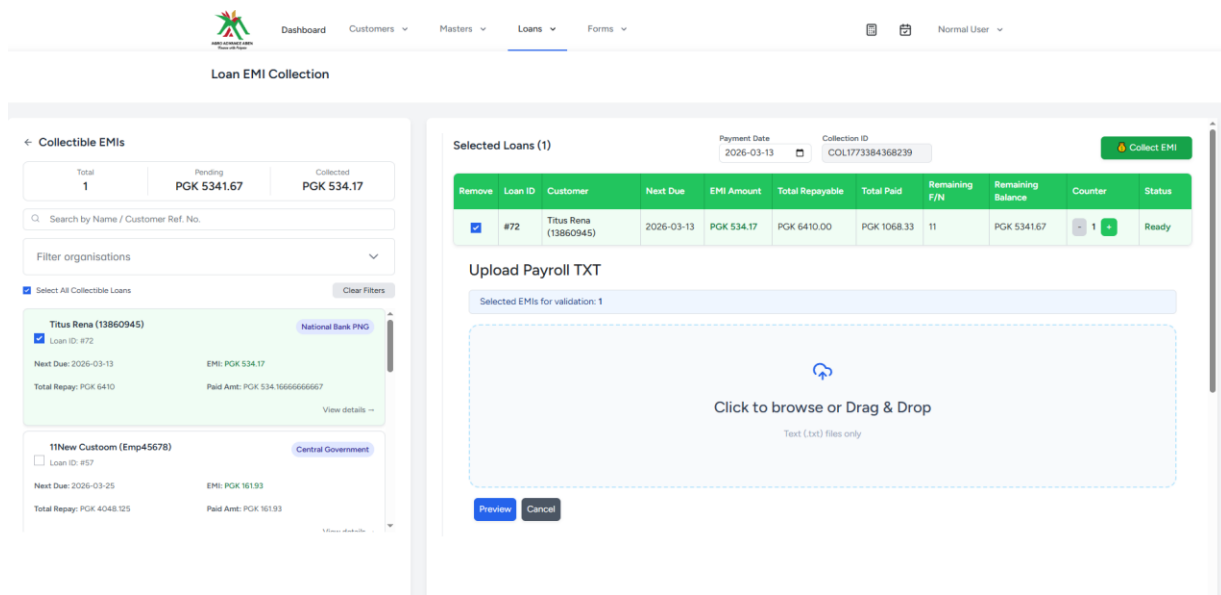 Dashboard
Customers
Masters
Loans
Forms
Normal User
Loan EMI Collection
← Collectible EMIs
Total
1
Pending
PGK 5341.67
Collected
PGK 534.17
Search by Name / Customer Ref. No.
Filter organisations
Select All Collectible Loans
Clear Filters
Titus Rena (13860945)
National Bank PNG
Loan ID: #72
Next Due: 2026-03-13
EMI: PGK 534.17
Total Repay: PGK 6410
Paid Amt: PGK 534.16666666667
View details →
11New Custoom (Emp45678)
Central Government
Loan ID: #57
Next Due: 2026-03-25
EMI: PGK 161.93
Total Repay: PGK 4048.125
Paid Amt: PGK 161.93
View details →
Selected Loans (1)
Payment Date
2026-03-13
Collection ID
COL1773384368239
Collect EMI
Remove Loan ID Customer Next Due EMI Amount Total Repayable Total Paid Remaining F/N Remaining Balance Counter Status
#72 Titus Rena (13860945) 2026-03-13 PGK 534.17 PGK 6410.00 PGK 1068.33 11 PGK 5341.67 - 1 + Ready
Upload Payroll TXT
Selected EMIs for validation: 1
Click to browse or Drag & Drop
Text (.txt) files only
Preview
Cancel